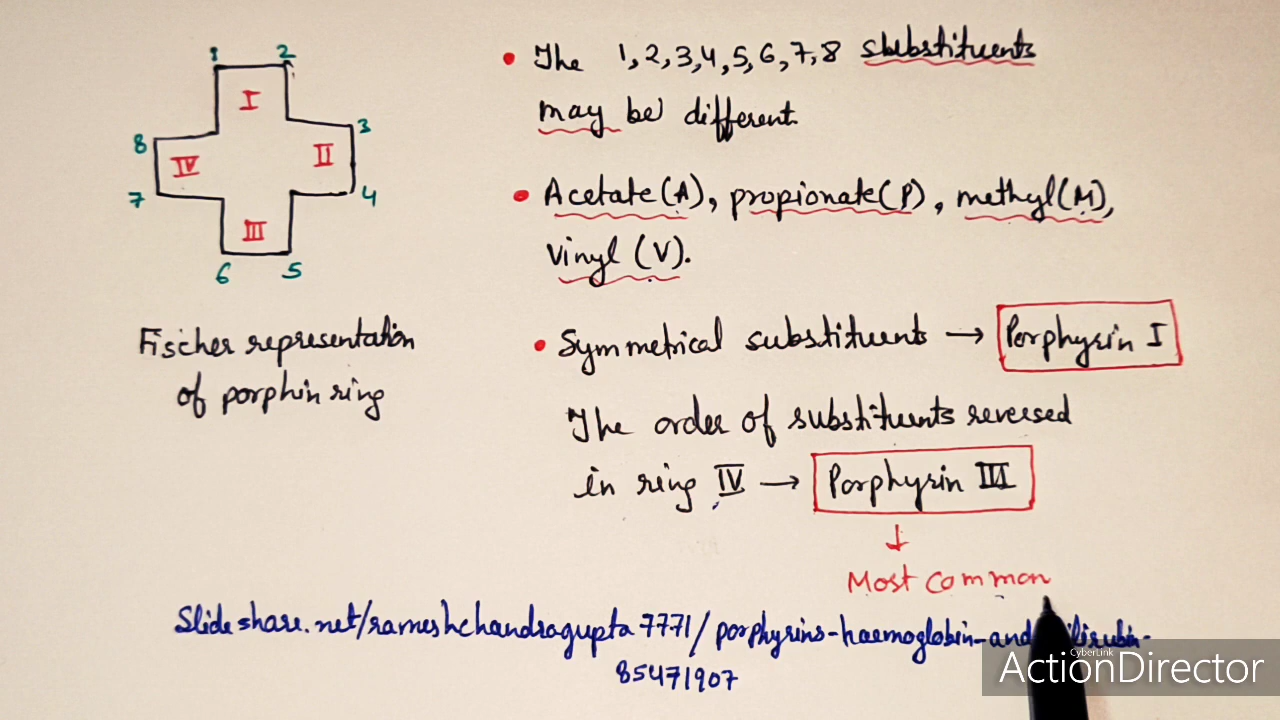 1 2
I
8 3
IV II
7 4
III
6 5
Fischer representation
of porphin ring
• The 1,2,3,4,5,6,7,8 substituents
may be different.
• Acetate(A), propionate(P), methyl(M),
vinyl (V).
• Symmetrical substituents → Porphyrin I
The order of substituents reversed
in ring IV → Porphyrin III
↓
Most common
Slideshare.net/rameshchandragupta7771/porphyrins-haemoglobin-and-
85471907
CyberLink
ActionDirector